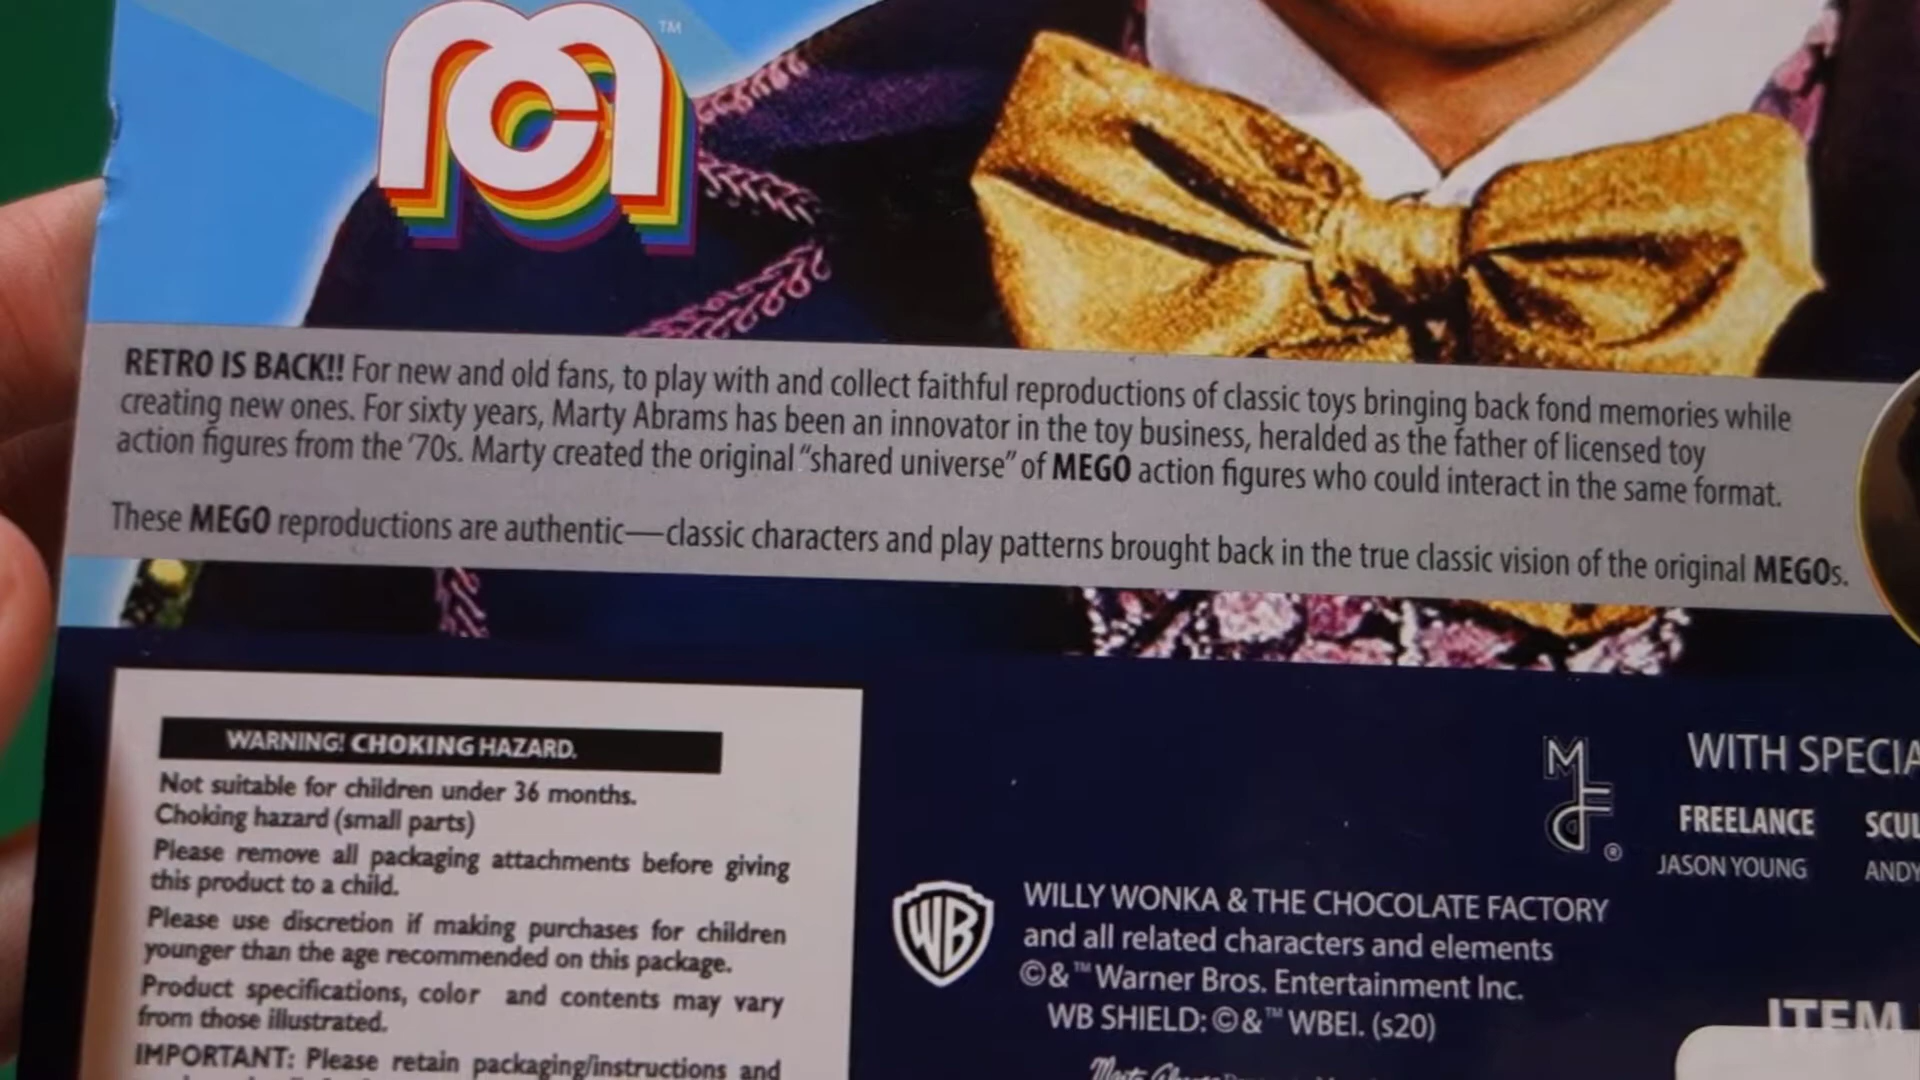 TM
RETRO IS BACK!! For new and old fans, to play with and collect faithful reproductions of classic toys bringing back fond memories while
creating new ones. For sixty years, Marty Abrams has been an innovator in the toy business, heralded as the father of licensed toy
action figures from the '70s. Marty created the original "shared universe" of MEGO action figures who could interact in the same format.
These MEGO reproductions are authentic—classic characters and play patterns brought back in the true classic vision of the original MEGOs.
WARNING! CHOKING HAZARD.
Not suitable for children under 36 months.
Choking hazard (small parts)
Please remove all packaging attachments before giving
this product to a child.
Please use discretion if making purchases for children
younger than the age recommended on this package.
Product specifications, color and contents may vary
from those illustrated.
IMPORTANT: Please retain packaging/instructions and
WB
WILLY WONKA & THE CHOCOLATE FACTORY
and all related characters and elements
©&™ Warner Bros. Entertainment Inc.
WB SHIELD: ©&™ WBEI. (s20)
®
WITH SPECIA
FREELANCE SCUL
JASON YOUNG ANDY
ITEM